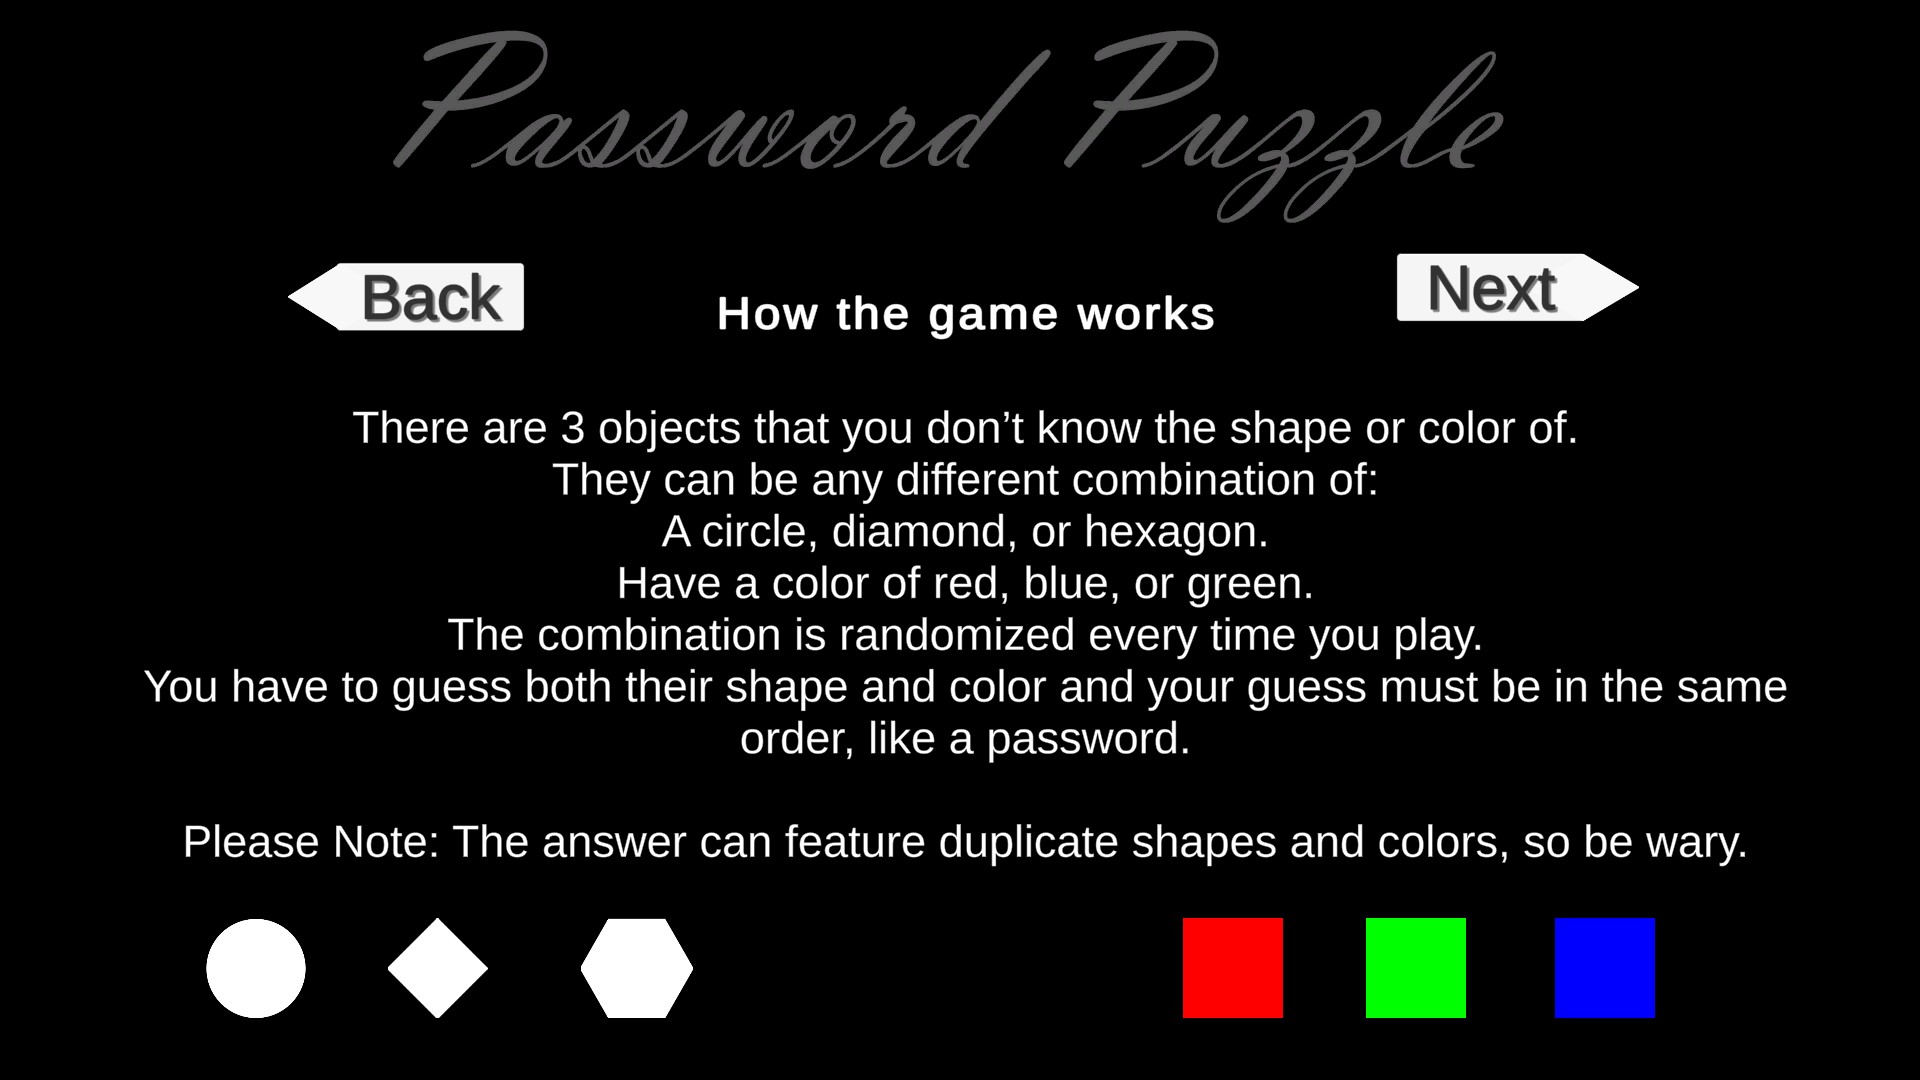 Password Puzzle
Back
Next
How the game works
There are 3 objects that you don’t know the shape or color of.
They can be any different combination of:
A circle, diamond, or hexagon.
Have a color of red, blue, or green.
The combination is randomized every time you play.
You have to guess both their shape and color and your guess must be in the same
order, like a password.
Please Note: The answer can feature duplicate shapes and colors, so be wary.